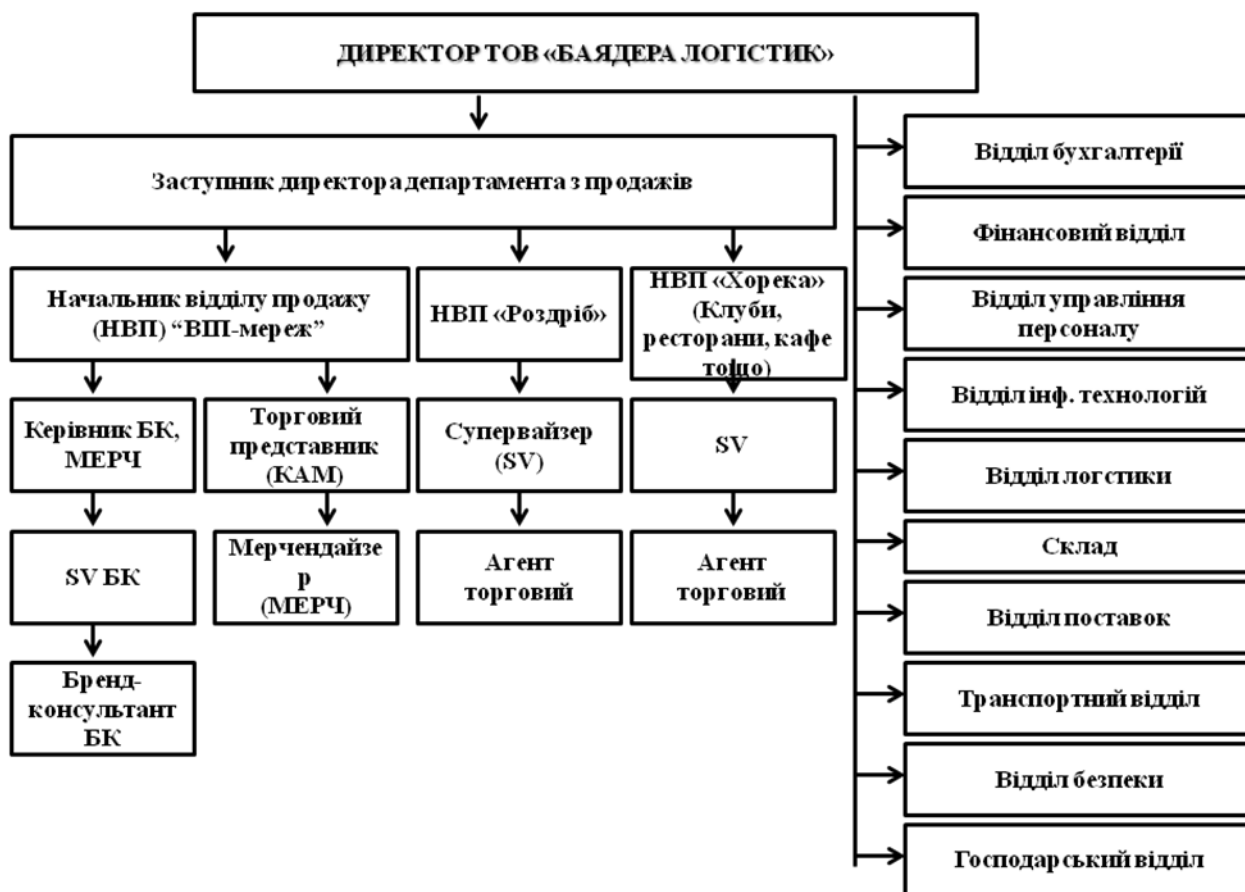 ДИРЕКТОР ТОВ «БАЯДЕРА ЛОГІСТИК»
Заступник директора департамента з продажів
Начальник відділу продажу
(НВП) “ВІП-мереж”
НВП «Роздріб»
НВП «Хорека»
(Клуби,
ресторани, кафе
тощо)
Керівник БК,
МЕРЧ
Торговий
представник
(КАМ)
Супервайзер
(SV)
SV
SV БК
Мерчендайзе
р
(МЕРЧ)
Агент
торговий
Агент
торговий
Бренд-
консультант
БК
Відділ бухгалтерії
Фінансовий відділ
Відділ управління
персоналу
Відділ інф. технологій
Відділ логстики
Склад
Відділ поставок
Транспортний відділ
Відділ безпеки
Господарський відділ